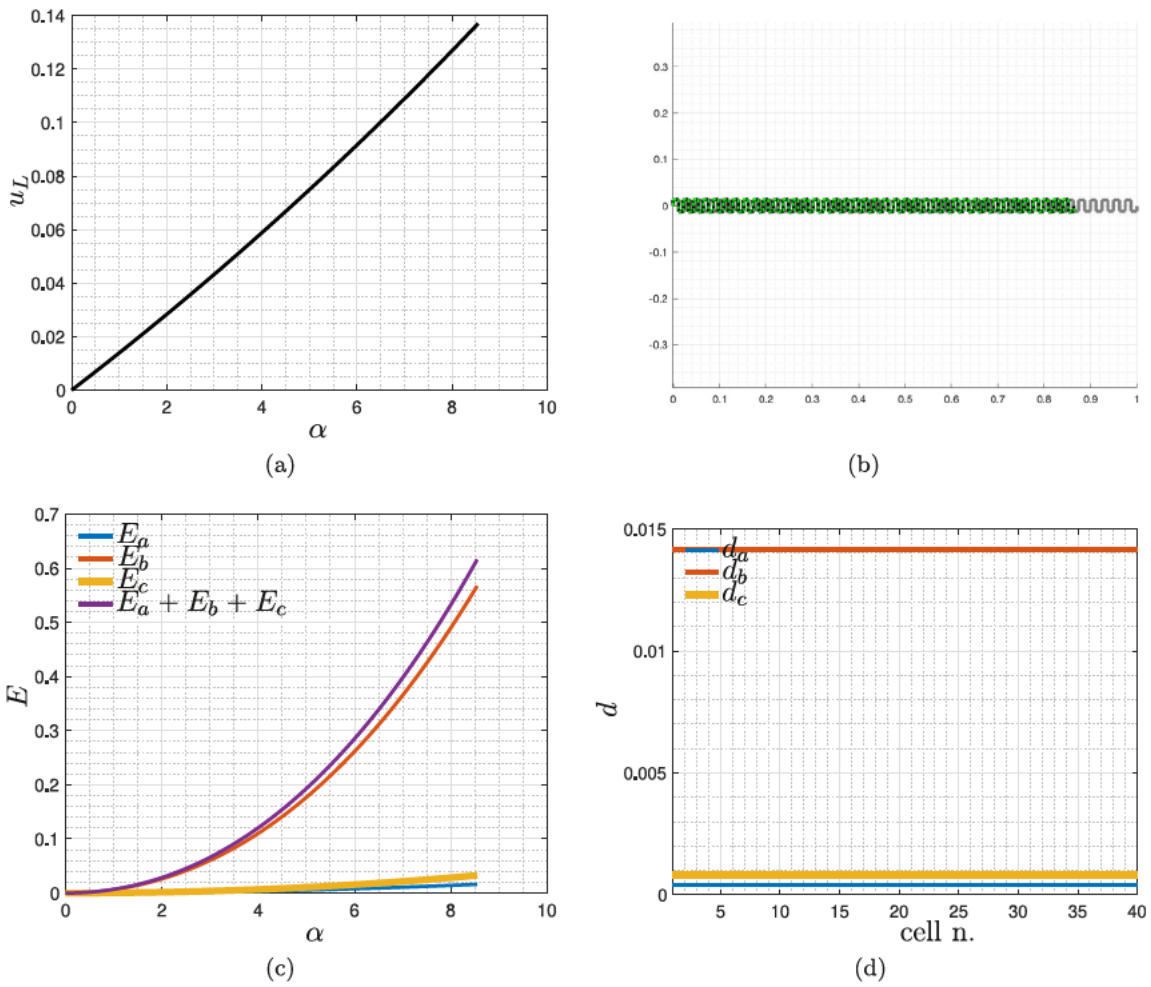 0.14
0.12
0.1
0.08
0.06
0.04
0.02
0
u_L
0 2 4 6 8 10
α
(a)
0.3
0.2
0.1
0
-0.1
-0.2
-0.3
0 0.1 0.2 0.3 0.4 0.5 0.6 0.7 0.8 0.9 1
(b)
0.7
0.6
0.5
0.4
0.3
0.2
0.1
0
E
E_a
E_b
E_c
E_a + E_b + E_c
0 2 4 6 8 10
α
(c)
0.015
0.01
0.005
0
d
d_a
d_b
d_c
5 10 15 20 25 30 35 40
cell n.
(d)